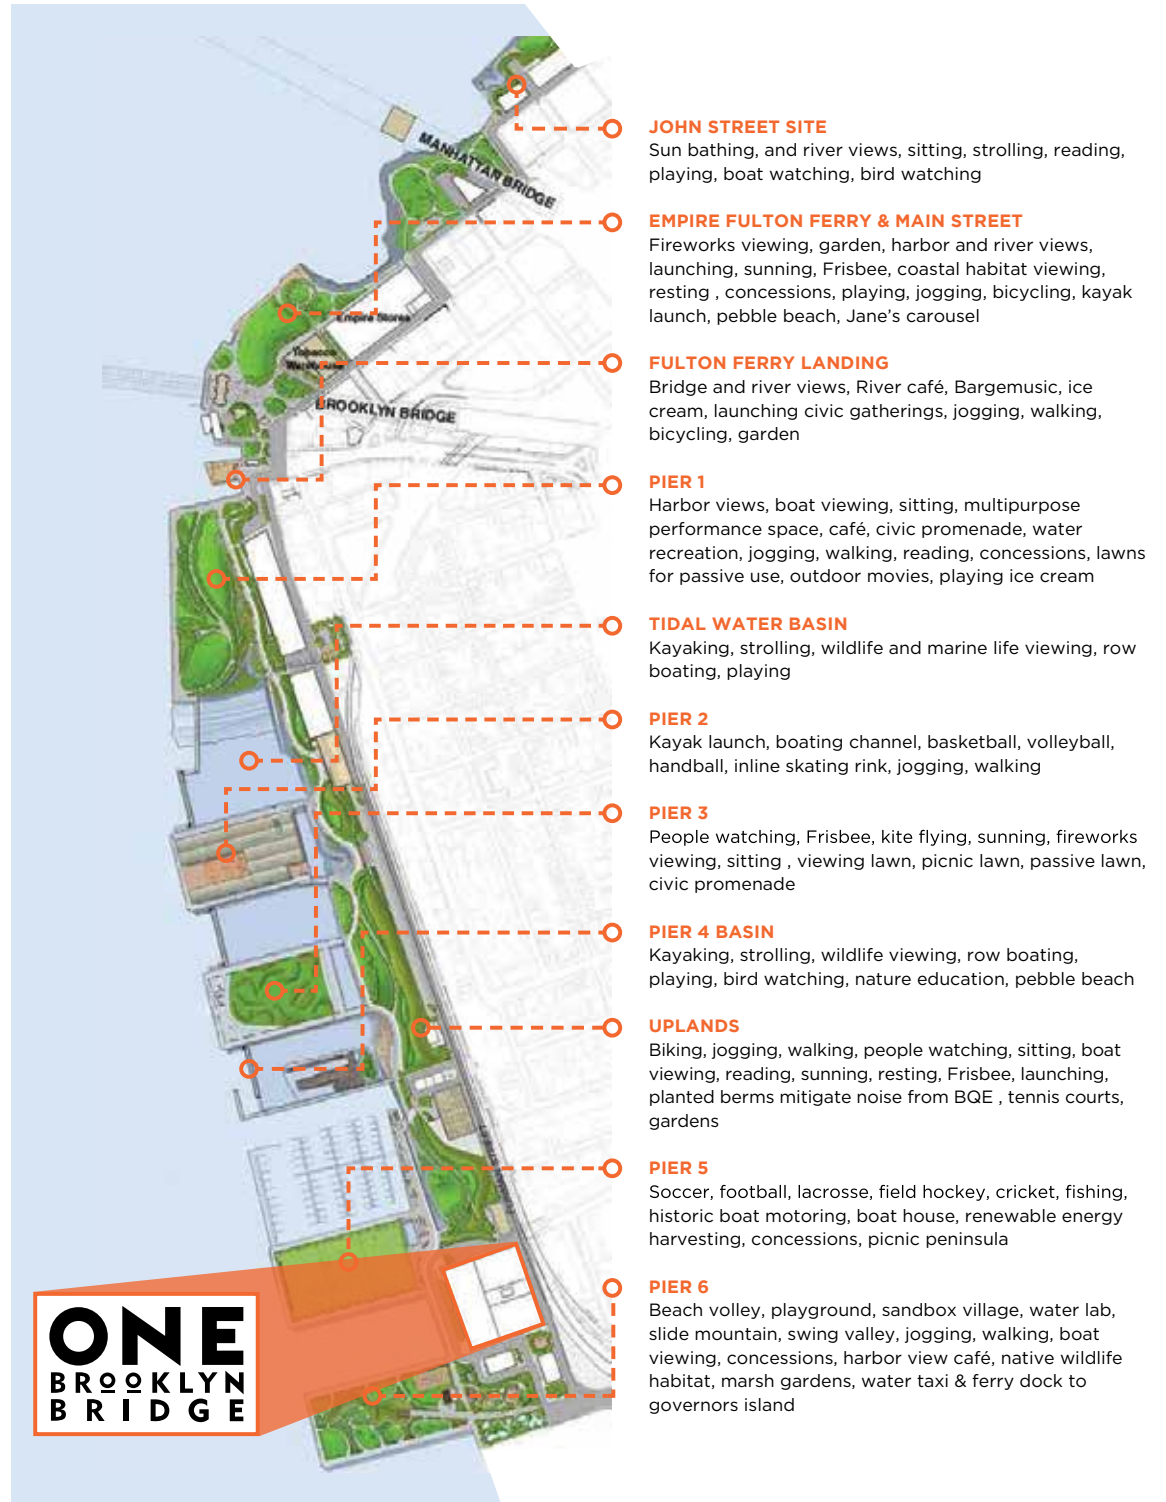 MANHATTAN BRIDGE
JOHN STREET SITE
Sun bathing, and river views, sitting, strolling, reading,
playing, boat watching, bird watching
EMPIRE FULTON FERRY & MAIN STREET
Fireworks viewing, garden, harbor and river views,
launching, sunning, Frisbee, coastal habitat viewing,
resting , concessions, playing, jogging, bicycling, kayak
launch, pebble beach, Jane’s carousel
Empire Stores
Tobacco
Warehouse
FULTON FERRY LANDING
Bridge and river views, River café, Bargemusic, ice
cream, launching civic gatherings, jogging, walking,
bicycling, garden
BROOKLYN BRIDGE
PIER 1
Harbor views, boat viewing, sitting, multipurpose
performance space, café, civic promenade, water
recreation, jogging, walking, reading, concessions, lawns
for passive use, outdoor movies, playing ice cream
TIDAL WATER BASIN
Kayaking, strolling, wildlife and marine life viewing, row
boating, playing
PIER 2
Kayak launch, boating channel, basketball, volleyball,
handball, inline skating rink, jogging, walking
PIER 3
People watching, Frisbee, kite flying, sunning, fireworks
viewing, sitting , viewing lawn, picnic lawn, passive lawn,
civic promenade
PIER 4 BASIN
Kayaking, strolling, wildlife viewing, row boating,
playing, bird watching, nature education, pebble beach
UPLANDS
Biking, jogging, walking, people watching, sitting, boat
viewing, reading, sunning, resting, Frisbee, launching,
planted berms mitigate noise from BQE , tennis courts,
gardens
PIER 5
Soccer, football, lacrosse, field hockey, cricket, fishing,
historic boat motoring, boat house, renewable energy
harvesting, concessions, picnic peninsula
PIER 6
Beach volley, playground, sandbox village, water lab,
slide mountain, swing valley, jogging, walking, boat
viewing, concessions, harbor view café, native wildlife
habitat, marsh gardens, water taxi & ferry dock to
governors island
ONE
BROOKLYN
BRIDGE